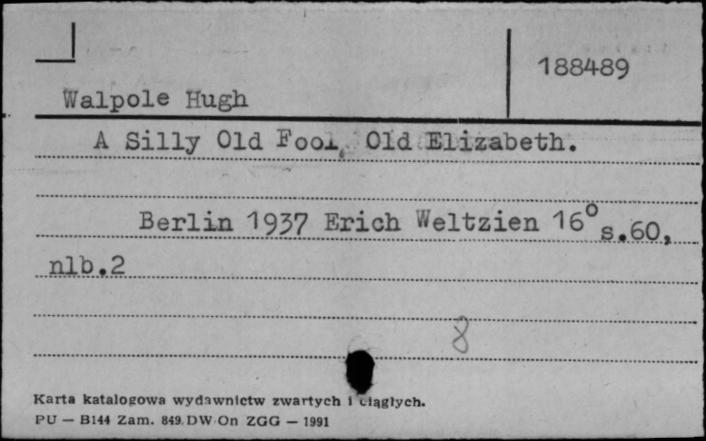 188489
Walpole Hugh
A Silly Old Fool, Old Elizabeth.
Berlin 1937 Erich Weltzien 16° s.60,
nlb.2
8
Karta katalogowa wydawnictw zwartych i ciągłych.
PU — B144 Zam. 849. DW On ZGG — 1991